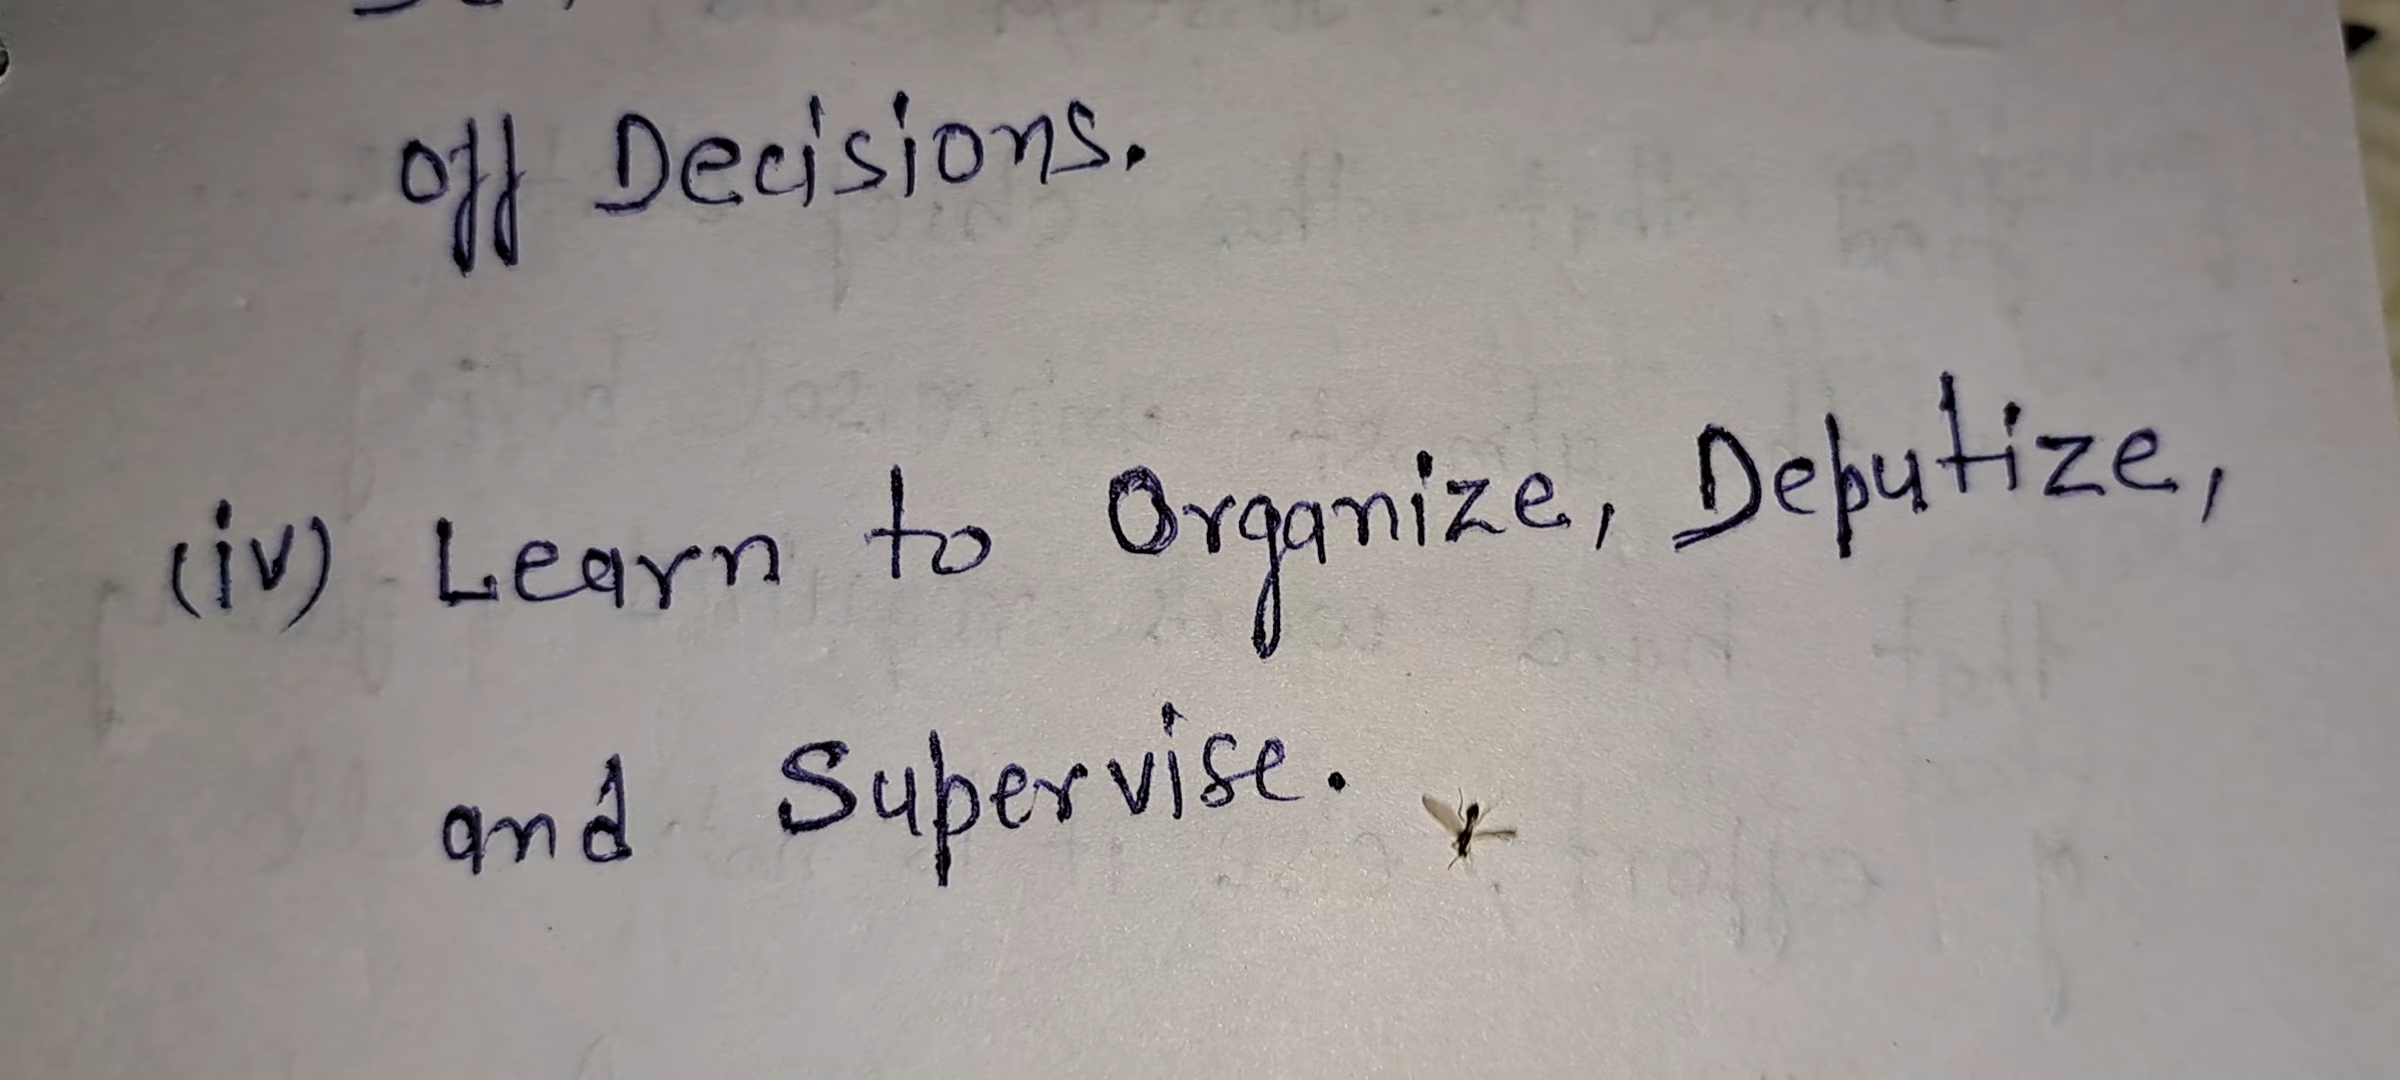 off Decisions.
(iv) Learn to Organize, Deputize,
and Supervise.